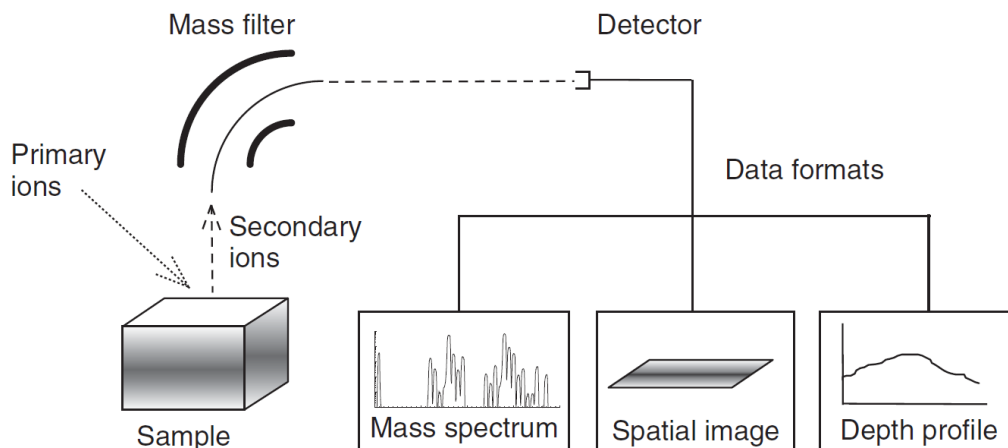 Mass filter
Detector
Primary
ions
Data formats
Secondary
ions
Mass spectrum
Spatial image
Depth profile
Sample